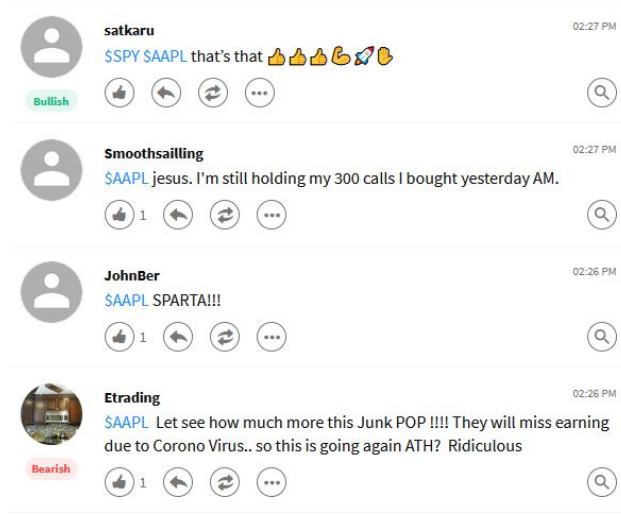 satkaru
02:27 PM
$SPY $AAPL that’s that 👍👍👍💪🚀✋
Bullish
Smoothsailling
02:27 PM
$AAPL jesus. I'm still holding my 300 calls I bought yesterday AM.
1
JohnBer
02:26 PM
$AAPL SPARTA!!!
1
Etrading
02:26 PM
$AAPL Let see how much more this Junk POP !!!! They will miss earning
due to Corono Virus.. so this is going again ATH? Ridiculous
Bearish
1